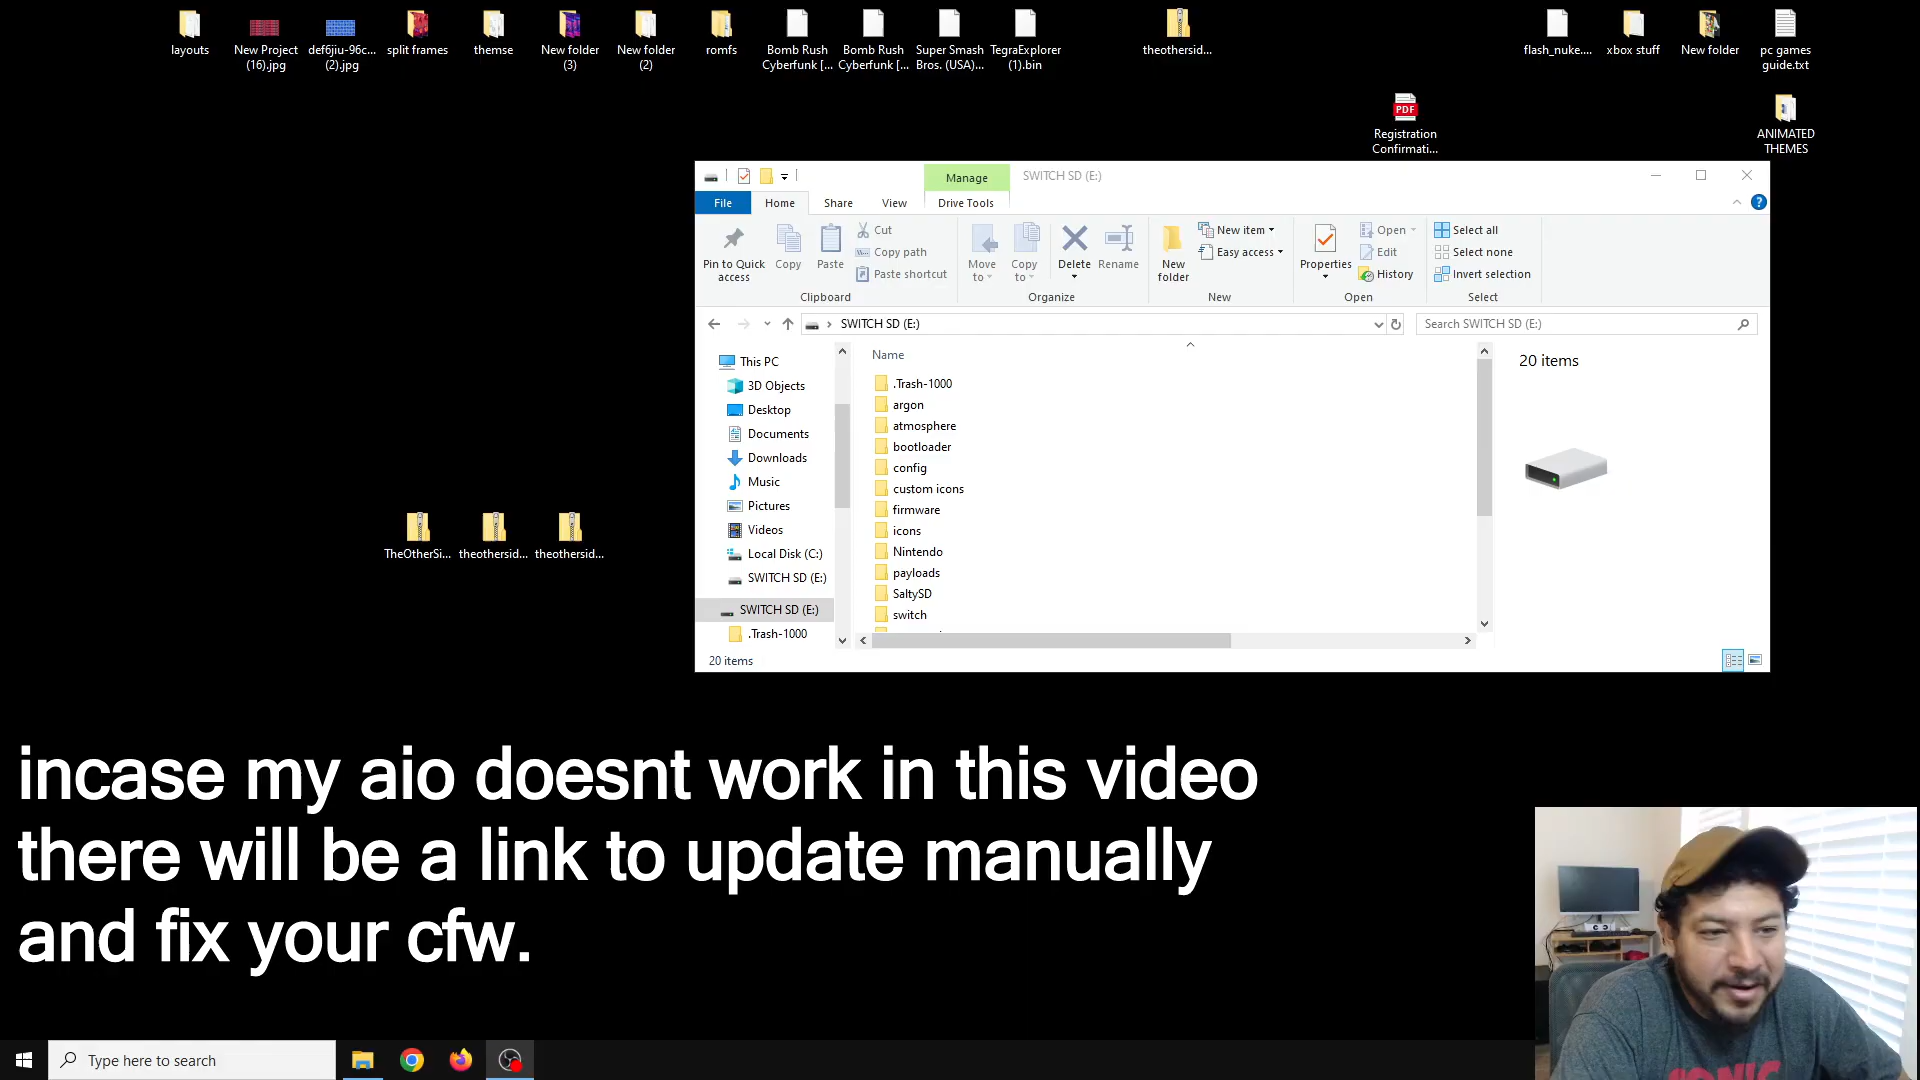 layouts
New Project
(16).jpg
def6jiu-96c...
(2).jpg
split frames
themse
New folder
(3)
New folder
(2)
romfs
Bomb Rush
Cyberfunk [...
Bomb Rush
Cyberfunk [...
Super Smash
Bros. (USA)...
TegraExplorer
(1).bin
theothersid...
flash_nuke....
xbox stuff
New folder
pc games
guide.txt
PDF
Registration
Confirmati...
ANIMATED
THEMES
Manage
SWITCH SD (E:)
File
Home
Share
View
Drive Tools
Pin to Quick
access
Copy
Paste
Cut
Copy path
Paste shortcut
Clipboard
Move
to
Copy
to
Delete
Rename
Organize
New
folder
New item
Easy access
New
Properties
Open
Edit
History
Open
Select all
Select none
Invert selection
Select
SWITCH SD (E:)
Search SWITCH SD (E:)
This PC
3D Objects
Desktop
Documents
Downloads
Music
Pictures
Videos
Local Disk (C:)
SWITCH SD (E:)
SWITCH SD (E:)
.Trash-1000
Name
.Trash-1000
argon
atmosphere
bootloader
config
custom icons
firmware
icons
Nintendo
payloads
SaltySD
switch
20 items
20 items
TheOtherSi...
theothersid...
theothersid...
incase my aio doesnt work in this video
there will be a link to update manually
and fix your cfw.
Type here to search
SONIC